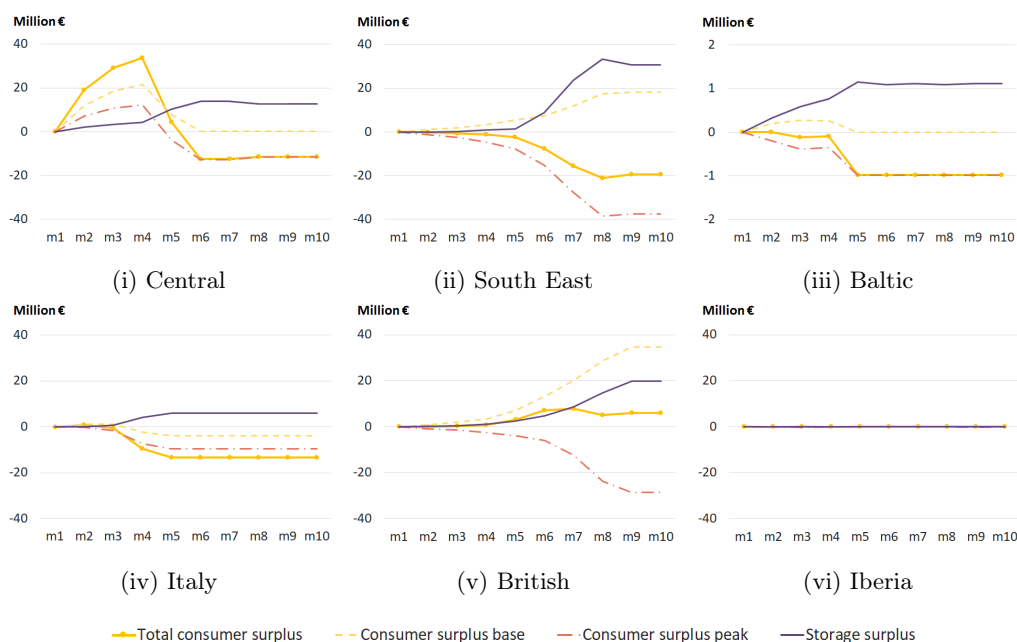 Million €
40
20
0
-20
-40
m1 m2 m3 m4 m5 m6 m7 m8 m9 m10
(i) Central
Million €
40
20
0
-20
-40
m1 m2 m3 m4 m5 m6 m7 m8 m9 m10
(ii) South East
Million €
2
1
0
-1
-2
m1 m2 m3 m4 m5 m6 m7 m8 m9 m10
(iii) Baltic
Million €
40
20
0
-20
-40
m1 m2 m3 m4 m5 m6 m7 m8 m9 m10
(iv) Italy
Million €
40
20
0
-20
-40
m1 m2 m3 m4 m5 m6 m7 m8 m9 m10
(v) British
Million €
40
20
0
-20
-40
m1 m2 m3 m4 m5 m6 m7 m8 m9 m10
(vi) Iberia
Total consumer surplus Consumer surplus base Consumer surplus peak Storage surplus